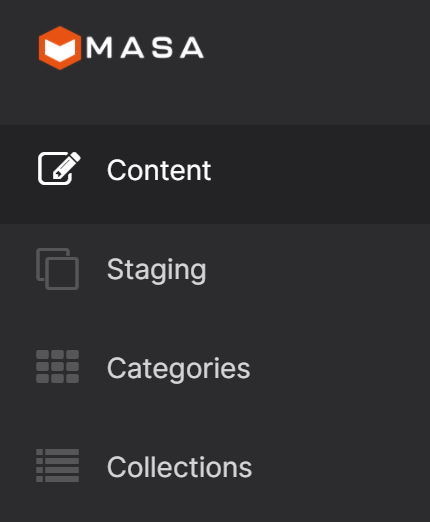 MASA
Content
Staging
Categories
Collections